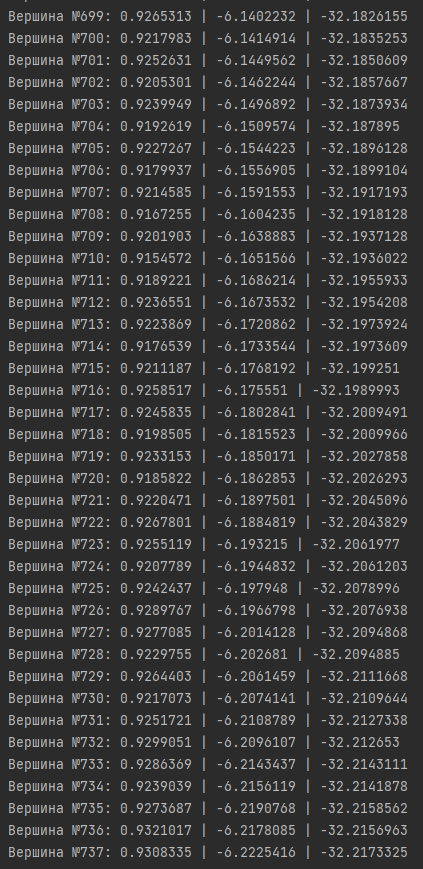 Вершина №699: 0.9265313 | -6.1402232 | -32.1826155
Вершина №700: 0.9217983 | -6.1414914 | -32.1835253
Вершина №701: 0.9252631 | -6.1449562 | -32.1850609
Вершина №702: 0.9205301 | -6.1462244 | -32.1857667
Вершина №703: 0.9239949 | -6.1496892 | -32.1873934
Вершина №704: 0.9192619 | -6.1509574 | -32.187895
Вершина №705: 0.9227267 | -6.1544223 | -32.1896128
Вершина №706: 0.9179937 | -6.1556905 | -32.1899104
Вершина №707: 0.9214585 | -6.1591553 | -32.1917193
Вершина №708: 0.9167255 | -6.1604235 | -32.1918128
Вершина №709: 0.9201903 | -6.1638883 | -32.1937128
Вершина №710: 0.9154572 | -6.1651566 | -32.1936022
Вершина №711: 0.9189221 | -6.1686214 | -32.1955933
Вершина №712: 0.9236551 | -6.1673532 | -32.1954208
Вершина №713: 0.9223869 | -6.1720862 | -32.1973924
Вершина №714: 0.9176539 | -6.1733544 | -32.1973609
Вершина №715: 0.9211187 | -6.1768192 | -32.199251
Вершина №716: 0.9258517 | -6.175551 | -32.1989993
Вершина №717: 0.9245835 | -6.1802841 | -32.2009491
Вершина №718: 0.9198505 | -6.1815523 | -32.2009966
Вершина №719: 0.9233153 | -6.1850171 | -32.2027858
Вершина №720: 0.9185822 | -6.1862853 | -32.2026293
Вершина №721: 0.9220471 | -6.1897501 | -32.2045096
Вершина №722: 0.9267801 | -6.1884819 | -32.2043829
Вершина №723: 0.9255119 | -6.193215 | -32.2061977
Вершина №724: 0.9207789 | -6.1944832 | -32.2061203
Вершина №725: 0.9242437 | -6.197948 | -32.2078996
Вершина №726: 0.9289767 | -6.1966798 | -32.2076938
Вершина №727: 0.9277085 | -6.2014128 | -32.2094868
Вершина №728: 0.9229755 | -6.202681 | -32.2094885
Вершина №729: 0.9264403 | -6.2061459 | -32.2111668
Вершина №730: 0.9217073 | -6.2074141 | -32.2109644
Вершина №731: 0.9251721 | -6.2108789 | -32.2127338
Вершина №732: 0.9299051 | -6.2096107 | -32.212653
Вершина №733: 0.9286369 | -6.2143437 | -32.2143111
Вершина №734: 0.9239039 | -6.2156119 | -32.2141878
Вершина №735: 0.9273687 | -6.2190768 | -32.2158562
Вершина №736: 0.9321017 | -6.2178085 | -32.2156963
Вершина №737: 0.9308335 | -6.2225416 | -32.2173325